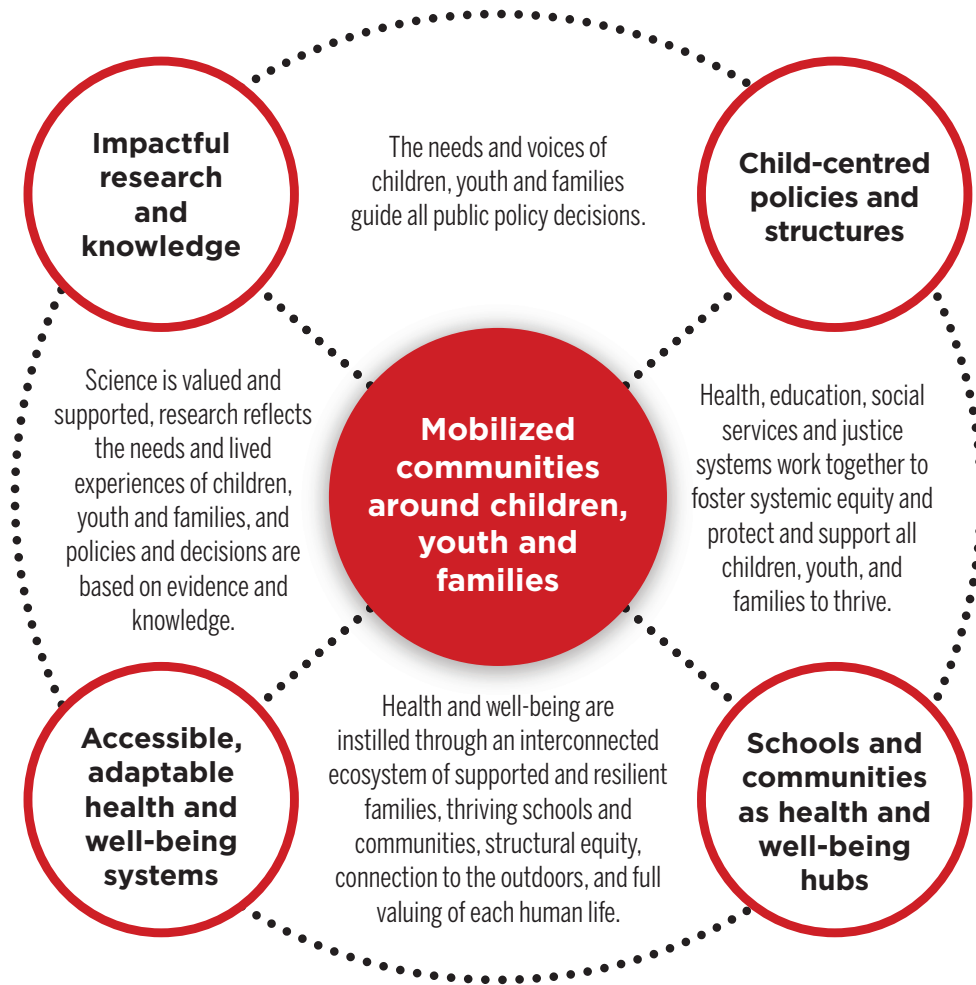 Impactful
research
and
knowledge
The needs and voices of
children, youth and families
guide all public policy decisions.
Child-centred
policies and
structures
Science is valued and
supported, research reflects
the needs and lived
experiences of children,
youth and families, and
policies and decisions are
based on evidence and
knowledge.
Mobilized
communities
around children,
youth and
families
Health, education, social
services and justice
systems work together to
foster systemic equity and
protect and support all
children, youth, and
families to thrive.
Accessible,
adaptable
health and
well-being
systems
Health and well-being are
instilled through an interconnected
ecosystem of supported and resilient
families, thriving schools and
communities, structural equity,
connection to the outdoors, and full
valuing of each human life.
Schools and
communities
as health and
well-being
hubs